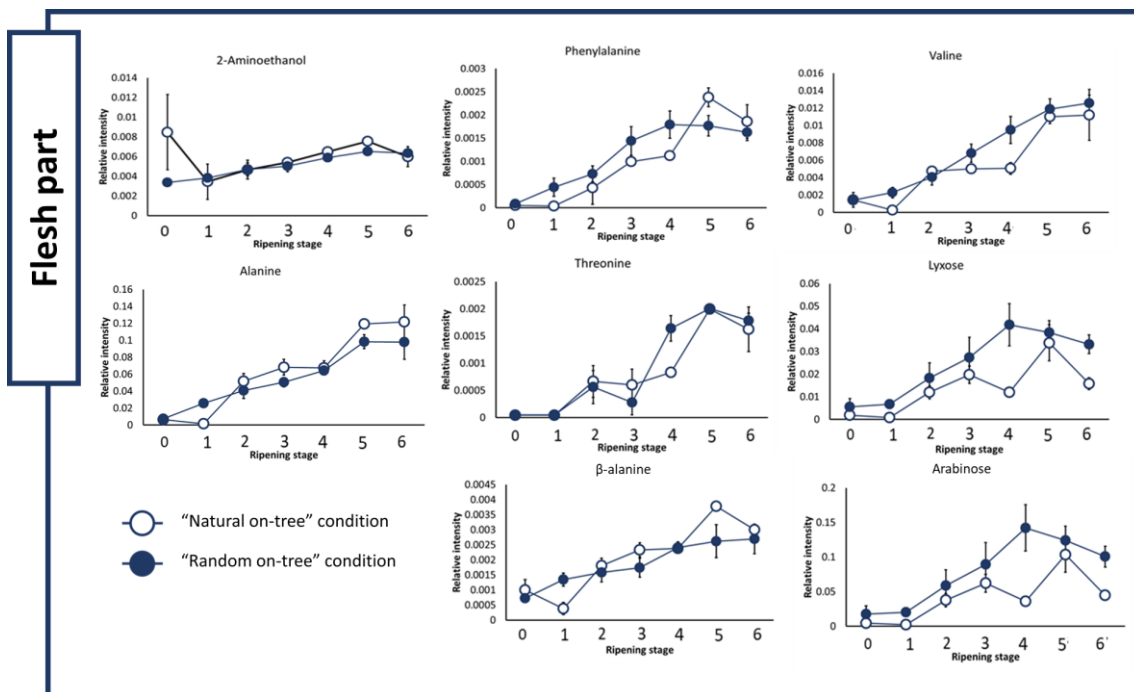 Flesh part
2-Aminoethanol
Relative intensity
0.014
0.012
0.01
0.008
0.006
0.004
0.002
0
0 1 2 3 4 5 6
Ripening stage
Phenylalanine
Relative intensity
0.003
0.0025
0.002
0.0015
0.001
0.0005
0
0 1 2 3 4 5 6
Ripening stage
Valine
Relative intensity
0.016
0.014
0.012
0.01
0.008
0.006
0.004
0.002
0
0 1 2 3 4 5 6
Ripening stage
Alanine
Relative intensity
0.16
0.14
0.12
0.1
0.08
0.06
0.04
0.02
0
0 1 2 3 4 5 6
Ripening stage
Threonine
Relative intensity
0.0025
0.002
0.0015
0.001
0.0005
0
0 1 2 3 4 5 6
Ripening stage
Lyxose
Relative intensity
0.06
0.05
0.04
0.03
0.02
0.01
0
0 1 2 3 4 5 6
Ripening stage
"Natural on-tree" condition
"Random on-tree" condition
β-alanine
Relative intensity
0.0045
0.004
0.0035
0.003
0.0025
0.002
0.0015
0.001
0.0005
0
0 1 2 3 4 5 6
Ripening stage
Arabinose
Relative intensity
0.2
0.15
0.1
0.05
0
0 1 2 3 4 5 6
Ripening stage